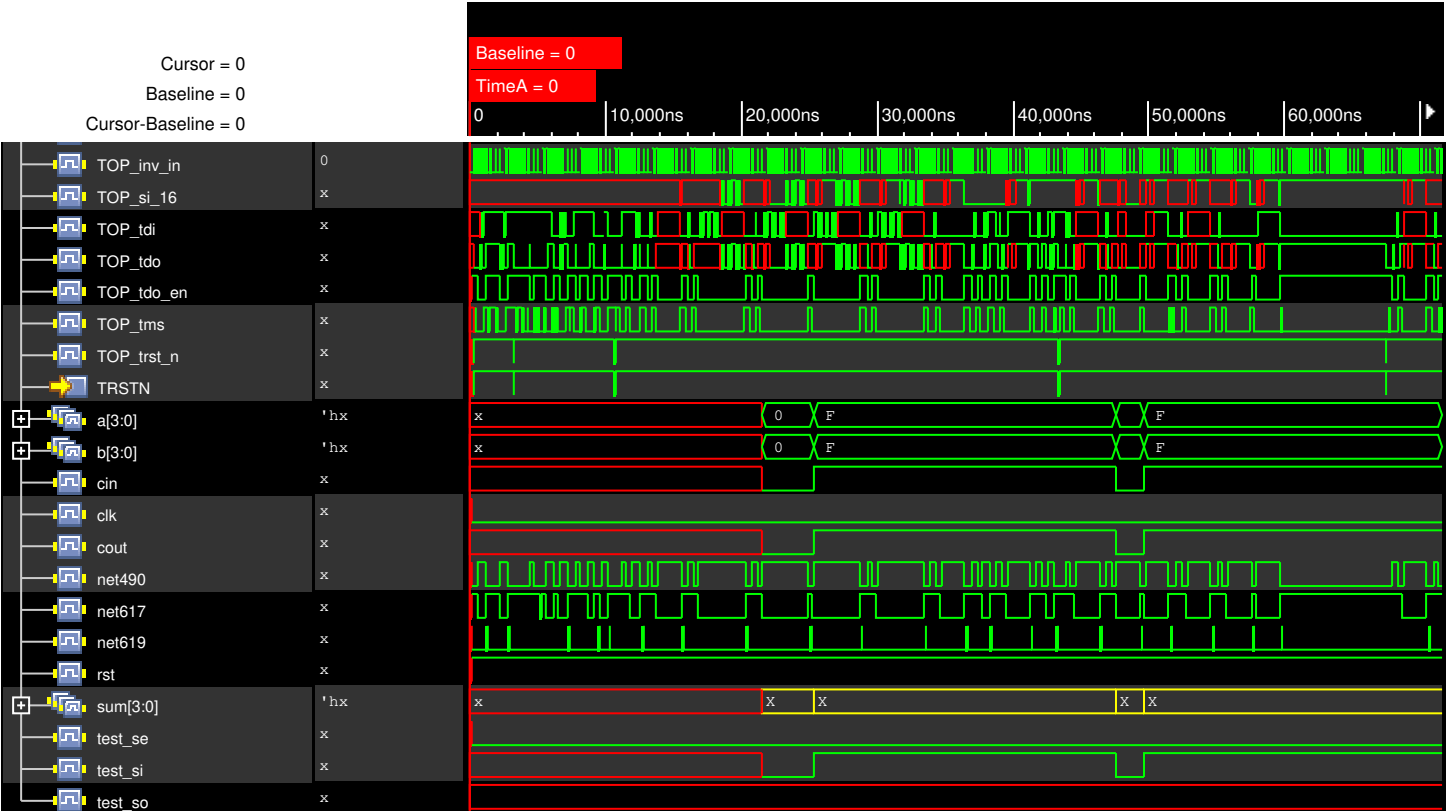 Cursor = 0
Baseline = 0
Cursor-Baseline = 0
Baseline = 0
TimeA = 0
0 10,000ns 20,000ns 30,000ns 40,000ns 50,000ns 60,000ns
TOP_inv_in 0
TOP_si_16 x
TOP_tdi x
TOP_tdo x
TOP_tdo_en x
TOP_tms x
TOP_trst_n x
TRSTN x
a[3:0] 'hx x 0 F F
b[3:0] 'hx x 0 F F
cin x
clk x
cout x
net490 x
net617 x
net619 x
rst x
sum[3:0] 'hx x X X X X
test_se x
test_si x
test_so x